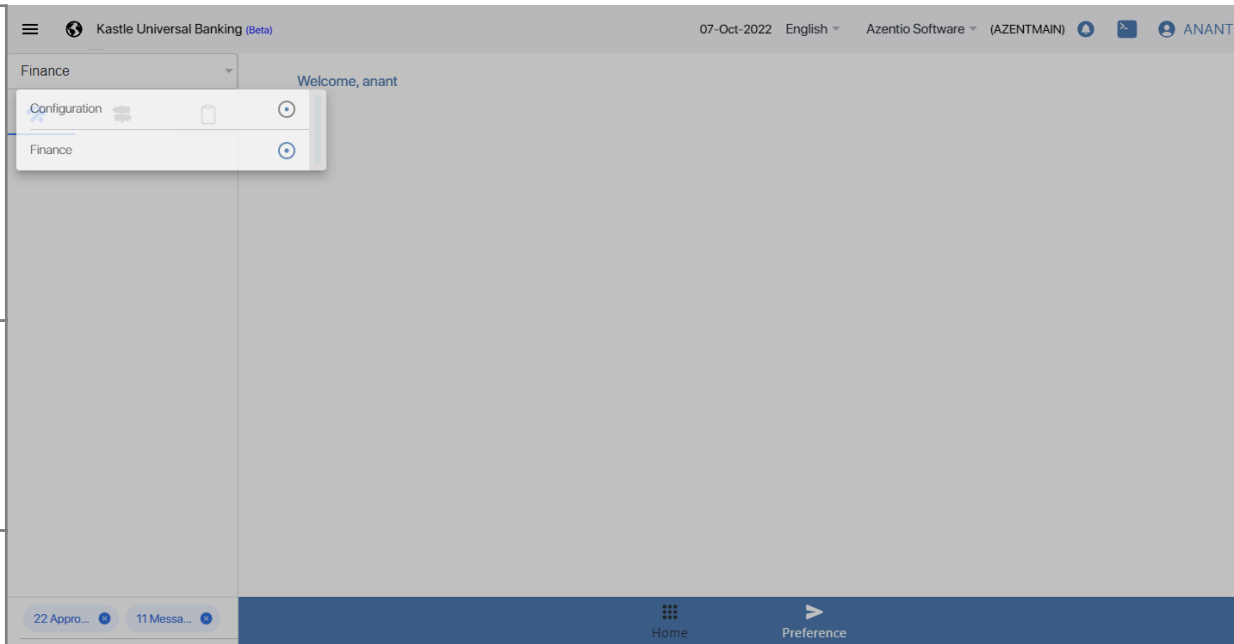 Kastle Universal Banking (Beta) 07-Oct-2022 English Azentio Software (AZENTMAIN) ANANT
Finance
Welcome, anant
Configuration
Finance
22 Appro... 11 Messa...
Home Preference